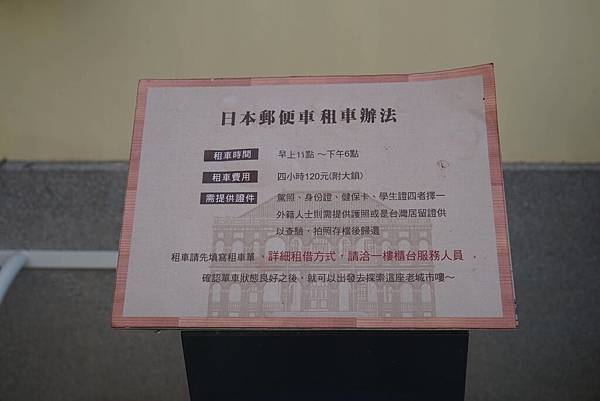 日本郵便車租車辦法
租車時間 早上11點～下午6點
租車費用 四小時120元(附大鎖)
需提供證件 駕照、身份證、健保卡、學生證四者擇一
外籍人士則需提供護照或是台灣居留證供
以查驗，拍照存檔後歸還
租車請先填寫租車單，詳細租借方式，請洽一樓櫃台服務人員，
確認單車狀態良好之後，就可以出發去探索這座老城市嘍～